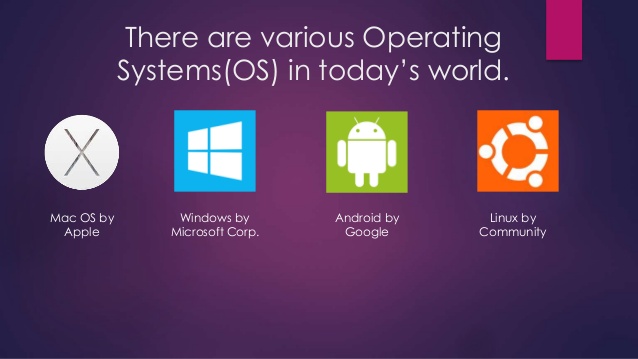 There are various Operating
Systems(OS) in today’s world.
X
Mac OS by
Apple
Windows by
Microsoft Corp.
Android by
Google
Linux by
Community